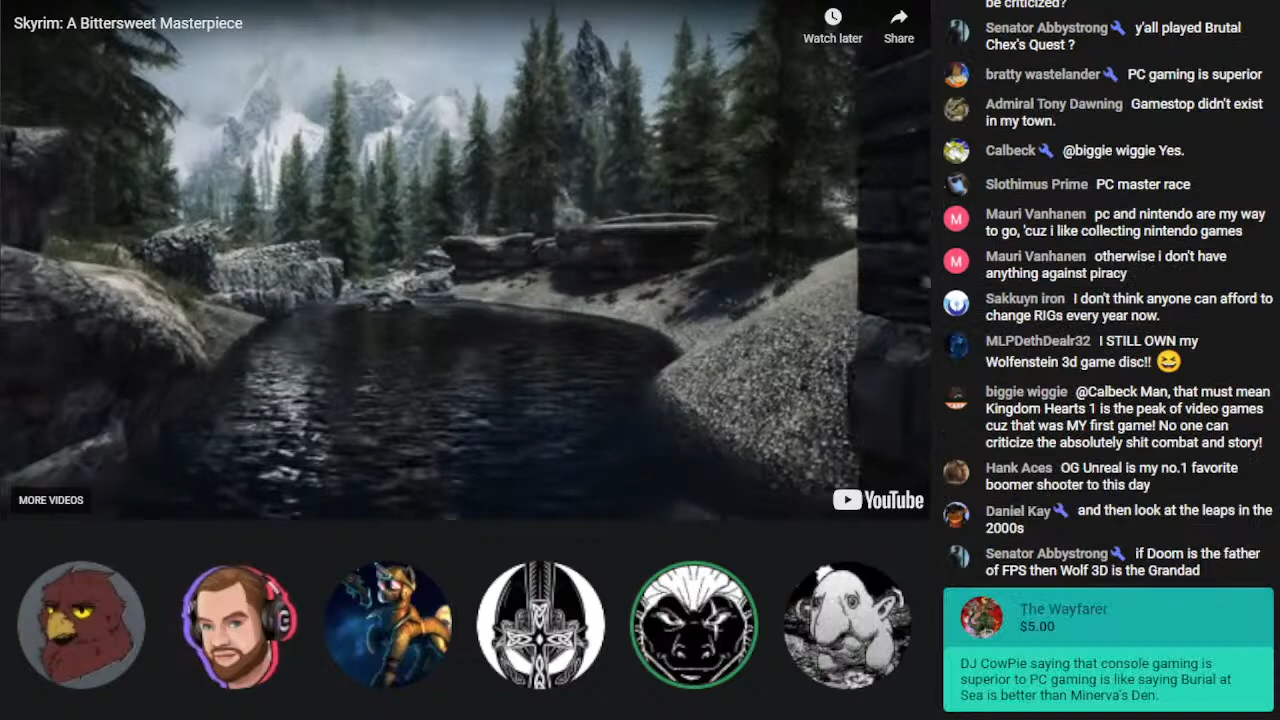 Skyrim: A Bittersweet Masterpiece
Watch later
Share
MORE VIDEOS
YouTube
be criticized?
Senator Abbystrong y'all played Brutal
Chex's Quest ?
bratty wastelander PC gaming is superior
Admiral Tony Dawning Gamestop didn't exist
in my town.
Calbeck @biggie wiggie Yes.
Slothimus Prime PC master race
M
Mauri Vanhanen pc and nintendo are my way
to go, 'cuz i like collecting nintendo games
M
Mauri Vanhanen otherwise i don't have
anything against piracy
Sakkuyn iron I don't think anyone can afford to
change RIGs every year now.
MLPDethDealr32 I STILL OWN my
Wolfenstein 3d game disc!! 😆
biggie wiggie @Calbeck Man, that must mean
Kingdom Hearts 1 is the peak of video games
cuz that was MY first game! No one can
criticize the absolutely shit combat and story!
Hank Aces OG Unreal is my no.1 favorite
boomer shooter to this day
Daniel Kay and then look at the leaps in the
2000s
Senator Abbystrong if Doom is the father
of FPS then Wolf 3D is the Grandad
The Wayfarer
$5.00
DJ CowPie saying that console gaming is
superior to PC gaming is like saying Burial at
Sea is better than Minerva's Den.